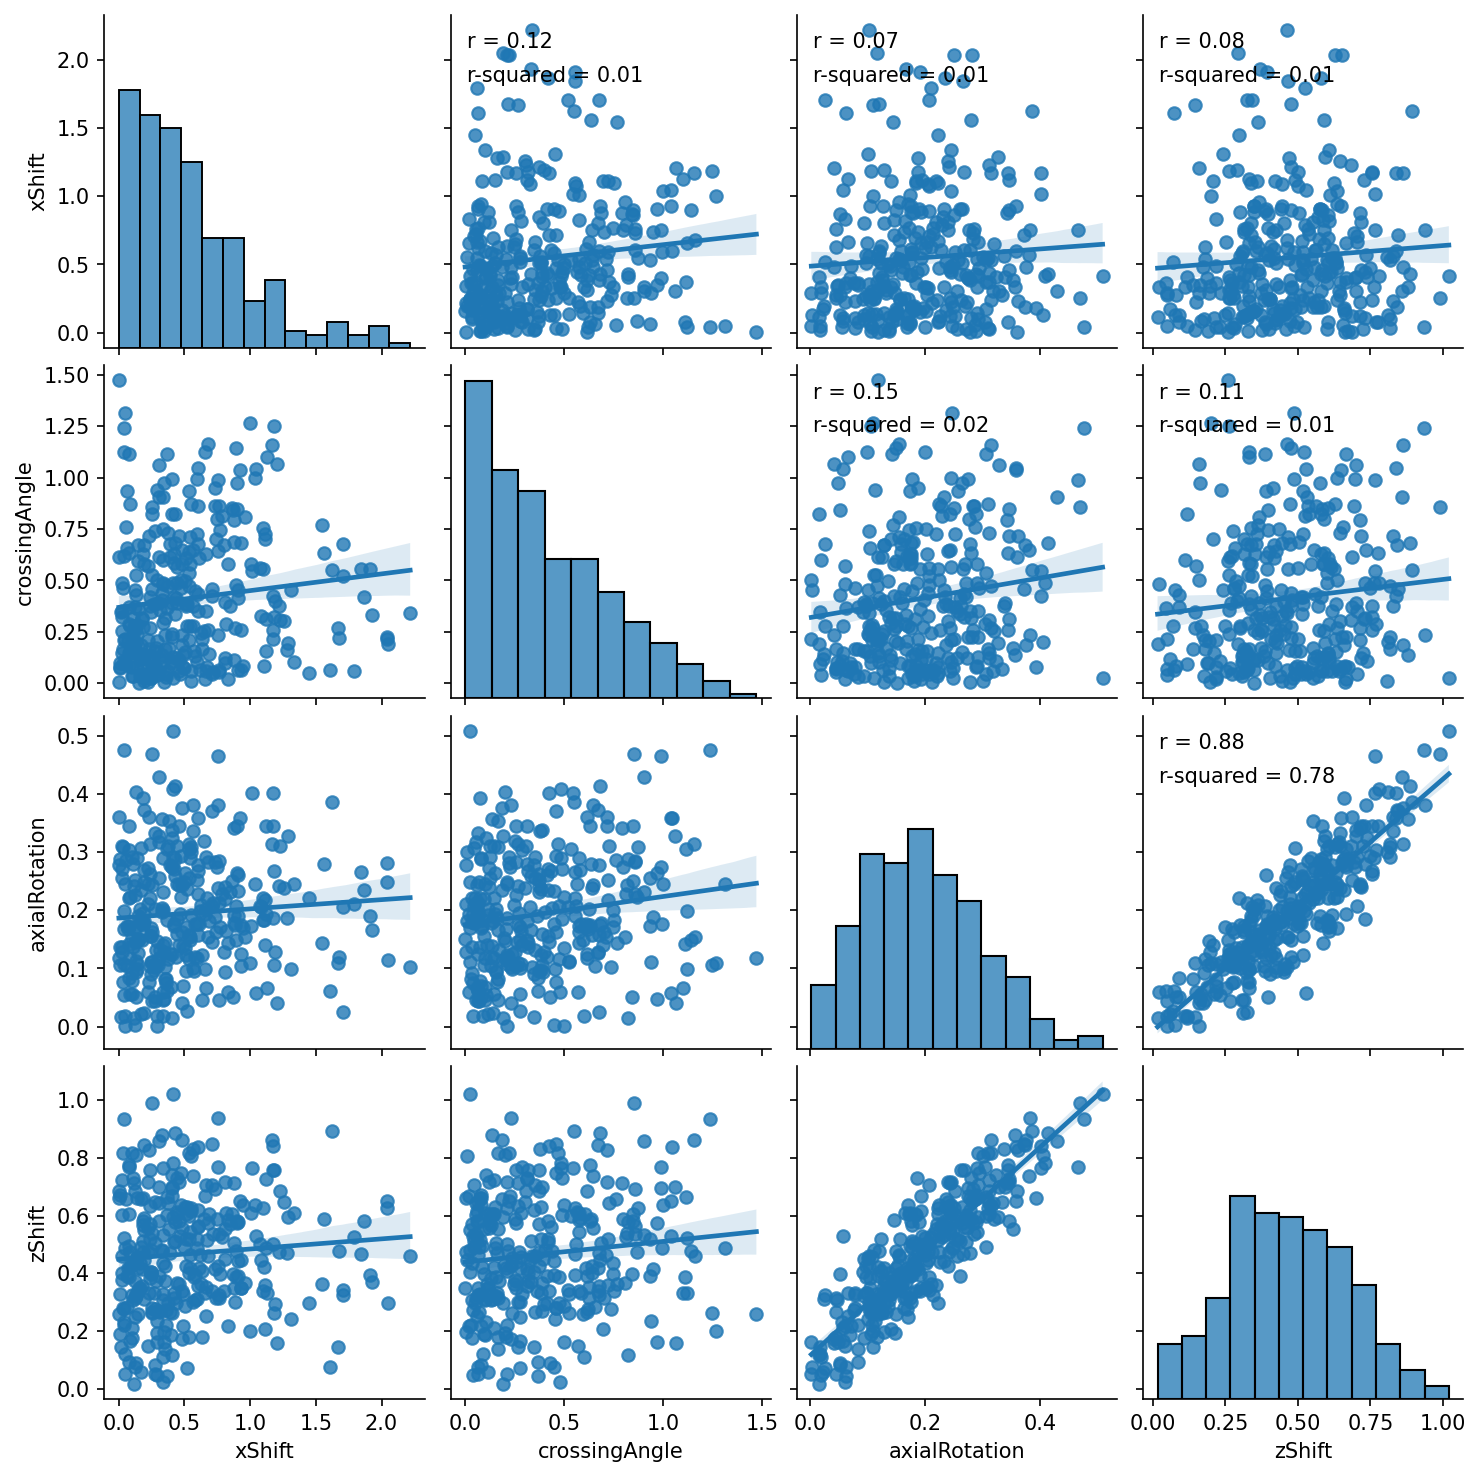 r = 0.12
r-squared = 0.01
r = 0.07
r-squared = 0.01
r = 0.08
r-squared = 0.01
2.0
1.5
1.0
0.5
0.0
xShift
r = 0.15
r-squared = 0.02
r = 0.11
r-squared = 0.01
1.50
1.25
1.00
0.75
0.50
0.25
0.00
crossingAngle
r = 0.88
r-squared = 0.78
0.5
0.4
0.3
0.2
0.1
0.0
axialRotation
1.0
0.8
0.6
0.4
0.2
0.0
zShift
0.0 0.5 1.0 2.0 1.5
0.0 0.5 1.0 1.5
0.0 0.2 0.4
0.00 0.25 0.50 0.75 1.00
xShift crossingAngle axialRotation zShift